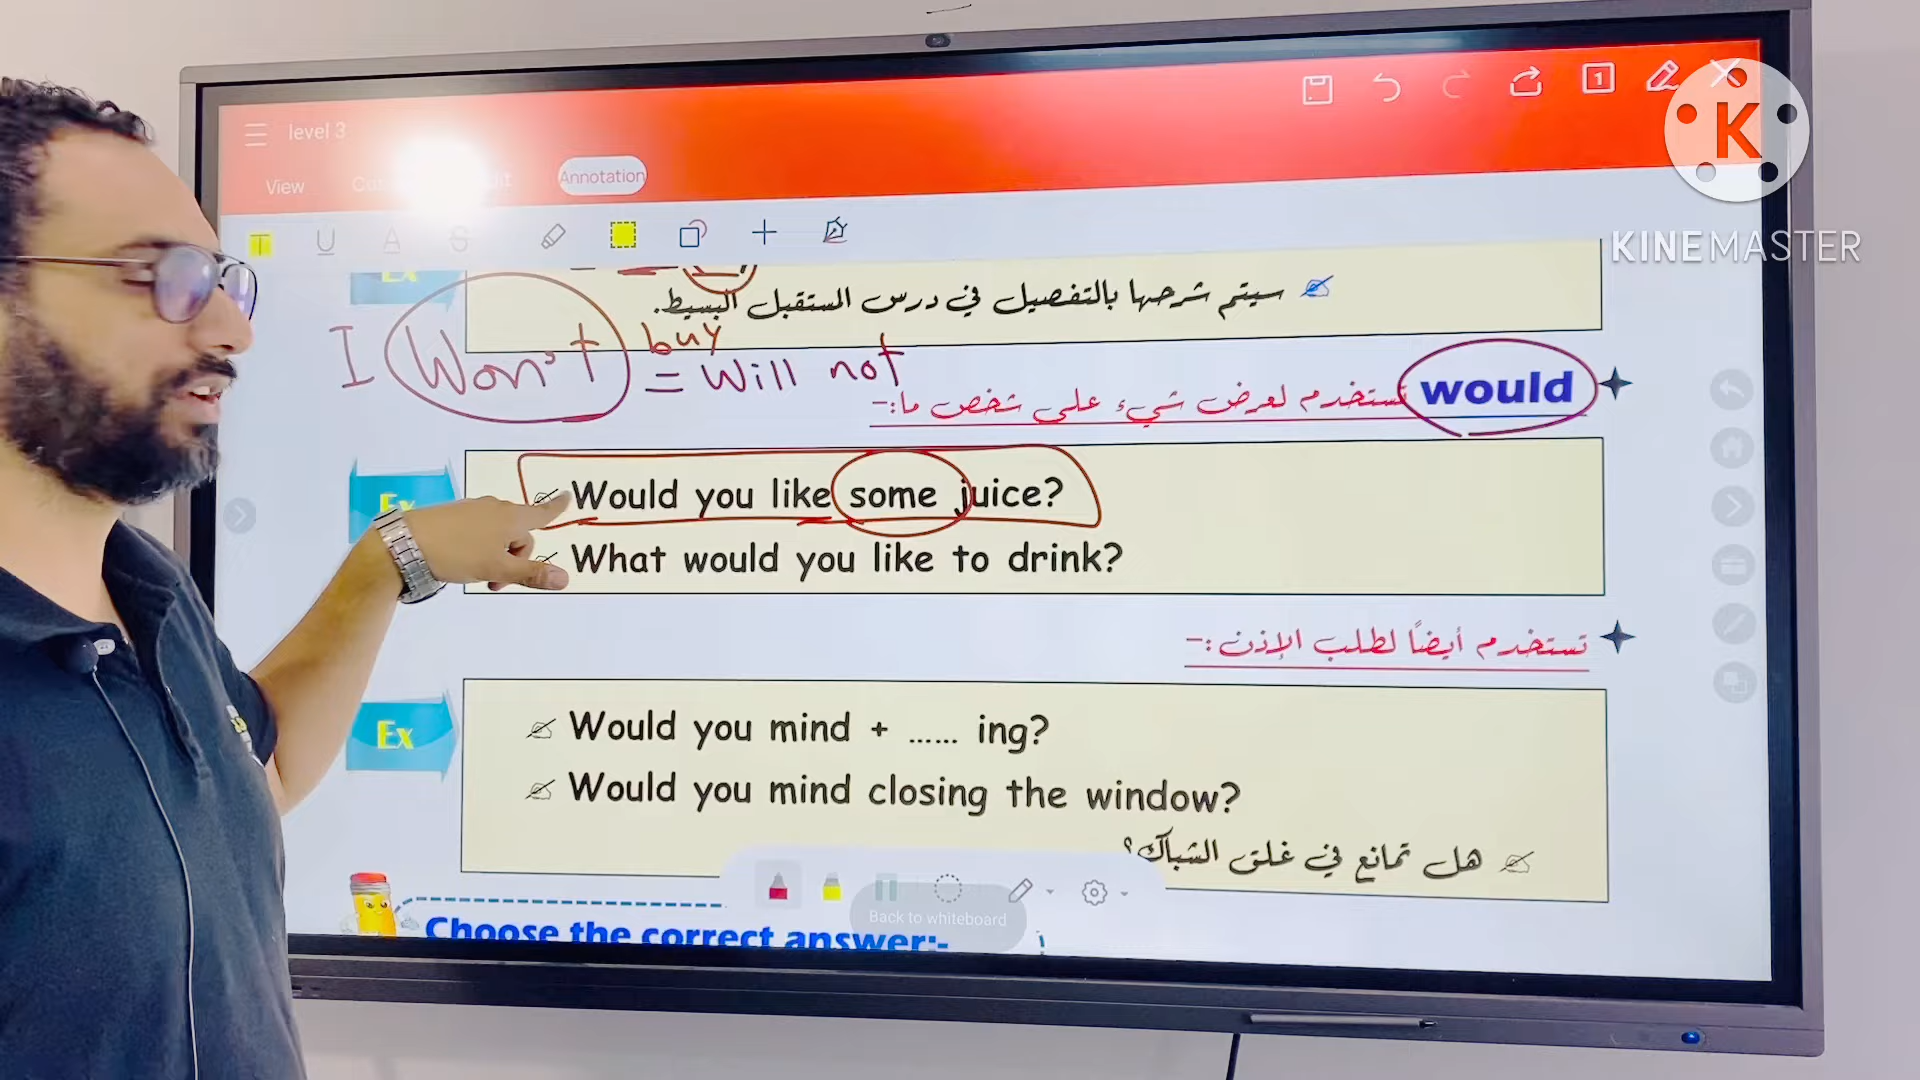 level 3
View
Annotation
KINEMASTER
سيتم شرحها بالتفصيل في درس المستقبل البسيط.
I Won't buy
= Will not
would تستخدم لعرض شيء على شخص ما:-
Ex
Would you like some juice?
What would you like to drink?
تستخدم أيضاً لطلب الإذن:-
Ex
Would you mind + ...... ing?
Would you mind closing the window?
هل تمانع في غلق الشباك؟
Back to whiteboard
Choose the correct answer:-